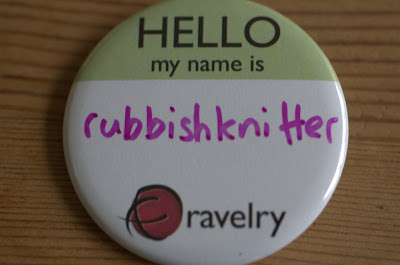 HELLO
my name is
rubbishknitter
ravelry